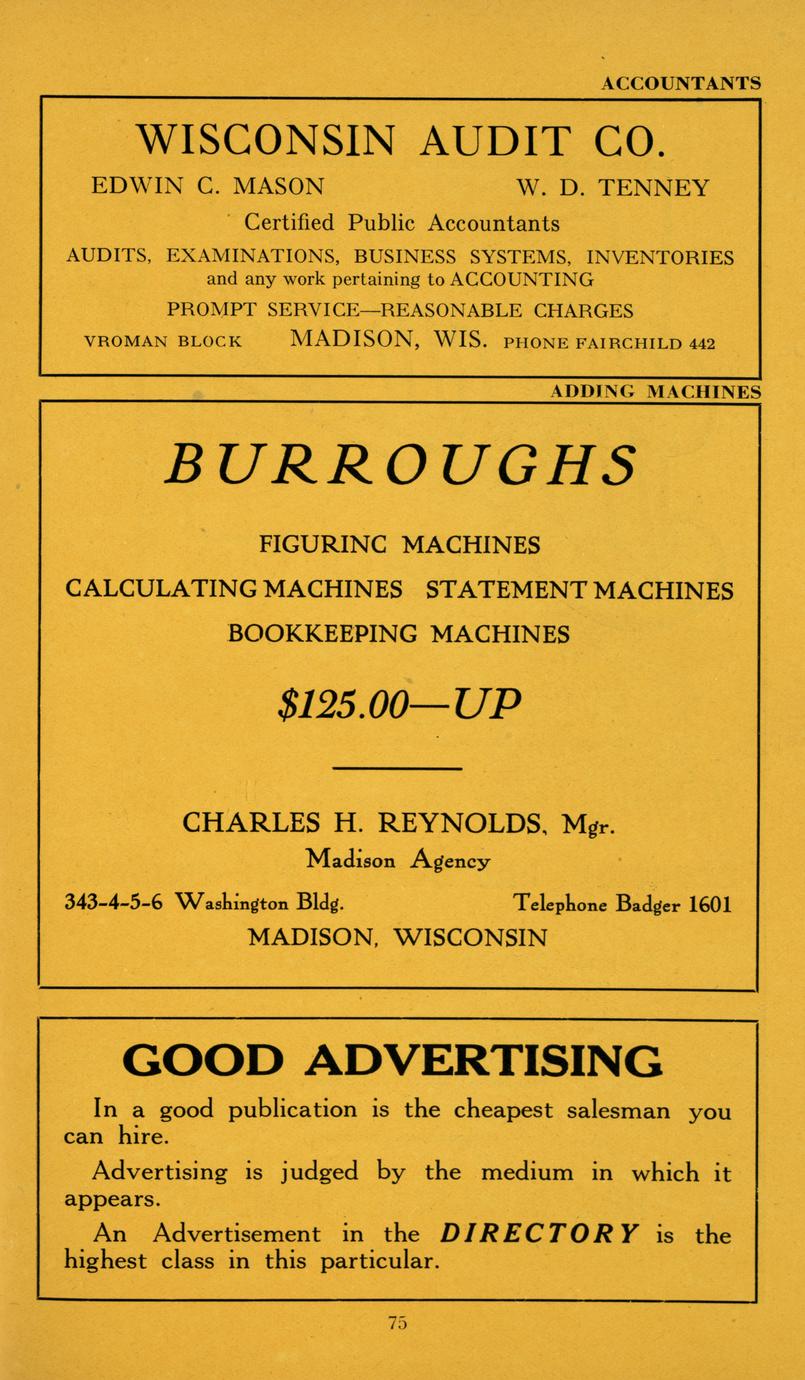 ACCOUNTANTS
WISCONSIN AUDIT CO.
EDWIN C. MASON W. D. TENNEY
Certified Public Accountants
AUDITS, EXAMINATIONS, BUSINESS SYSTEMS, INVENTORIES
and any work pertaining to ACCOUNTING
PROMPT SERVICE—REASONABLE CHARGES
VROMAN BLOCK MADISON, WIS. PHONE FAIRCHILD 442
ADDING MACHINES
BURROUGHS
FIGURINC MACHINES
CALCULATING MACHINES STATEMENT MACHINES
BOOKKEEPING MACHINES
$125.00—UP
CHARLES H. REYNOLDS, Mgr.
Madison Agency
343-4-5-6 Washington Bldg. Telephone Badger 1601
MADISON, WISCONSIN
GOOD ADVERTISING
In a good publication is the cheapest salesman you
can hire.
Advertising is judged by the medium in which it
appears.
An Advertisement in the DIRECTORY is the
highest class in this particular.
75